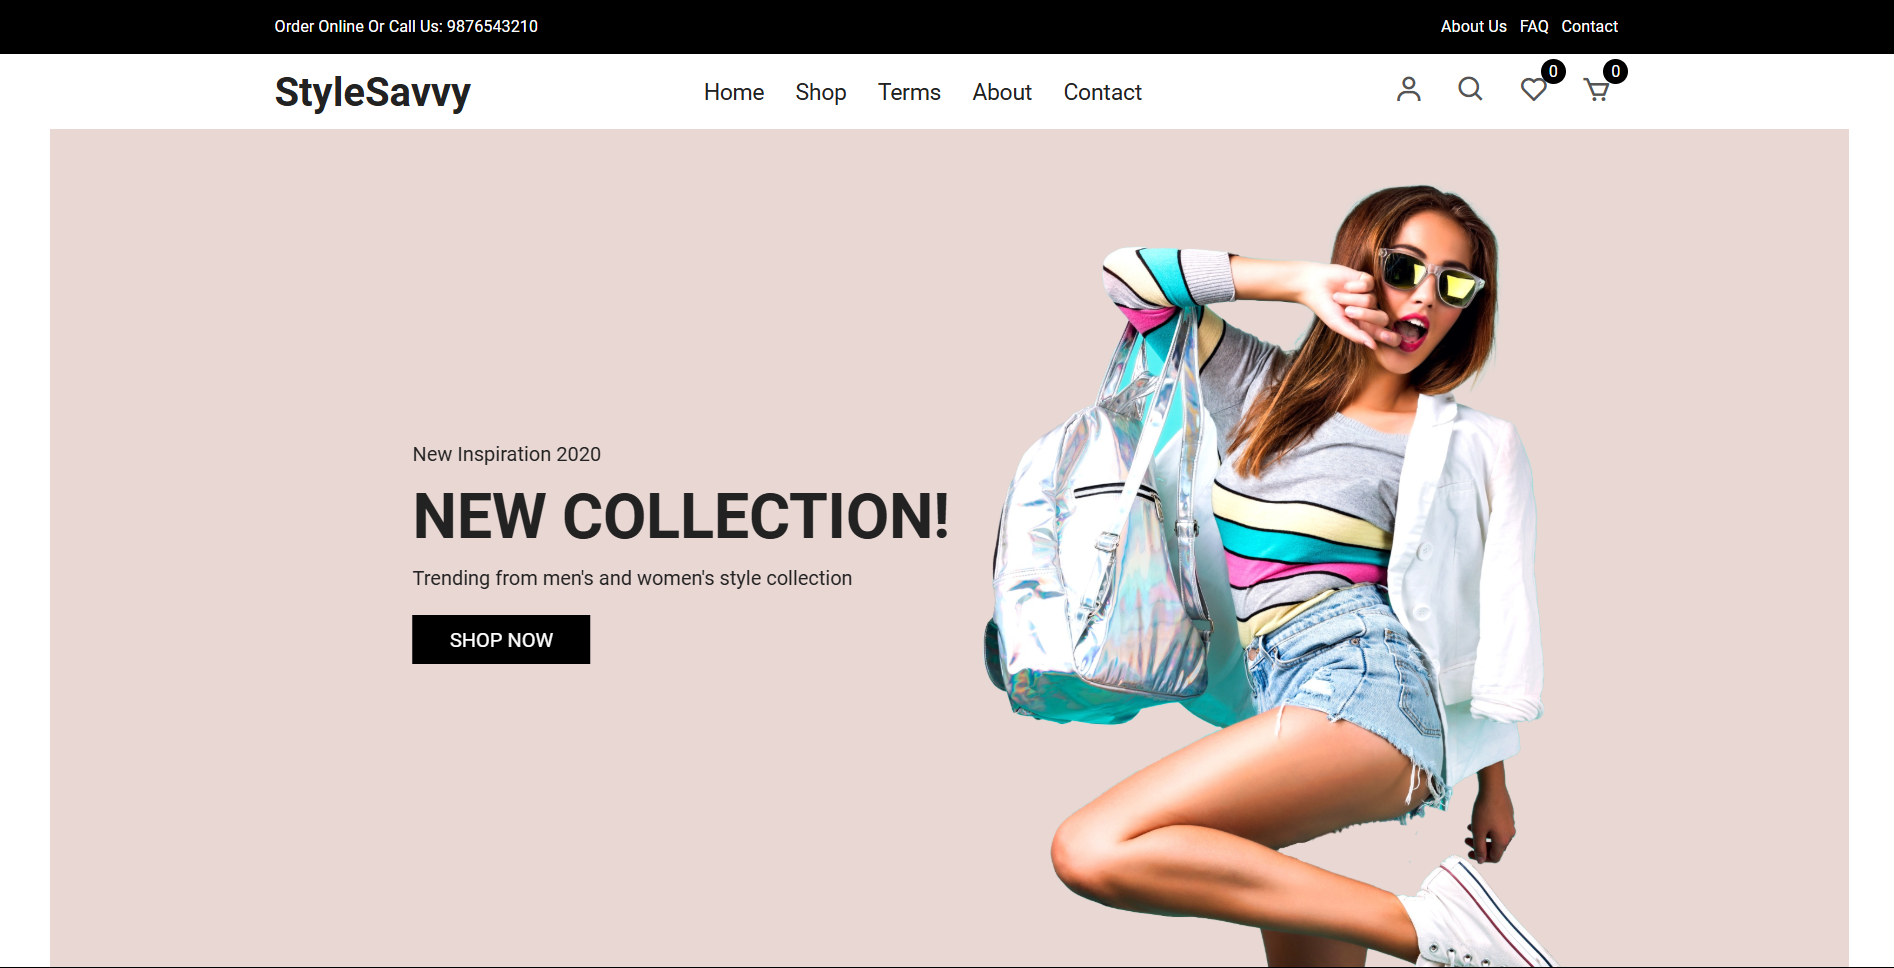 Order Online Or Call Us: 9876543210
About Us FAQ Contact
StyleSavvy
Home Shop Terms About Contact
0 0
New Inspiration 2020
NEW COLLECTION!
Trending from men's and women's style collection
SHOP NOW